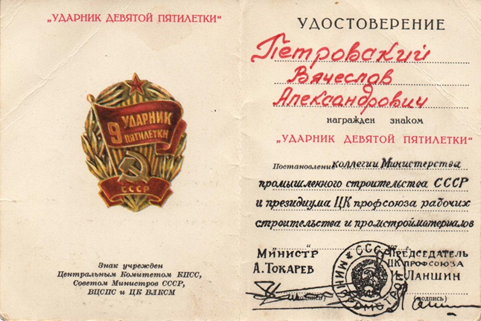 „УДАРНИК ДЕВЯТОЙ ПЯТИЛЕТКИ“
9 УДАРНИК
ПЯТИЛЕТКИ
СССР
Знак учрежден
Центральным Комитетом КПСС,
Советом Министров СССР,
ВЦСПС и ЦК ВЛКСМ
УДОСТОВЕРЕНИЕ
Петровский
Вячеслав
Александрович
награжден знаком
„УДАРНИК ДЕВЯТОЙ ПЯТИЛЕТКИ“
Постановление коллегии Министерства
промышленого строительства СССР
и президиума ЦК профсоюза рабочих
строительства и промстройматериалов
Министр
А. Токарев
Председатель
ЦК профсоюза
И. Ланшин
(подпись)